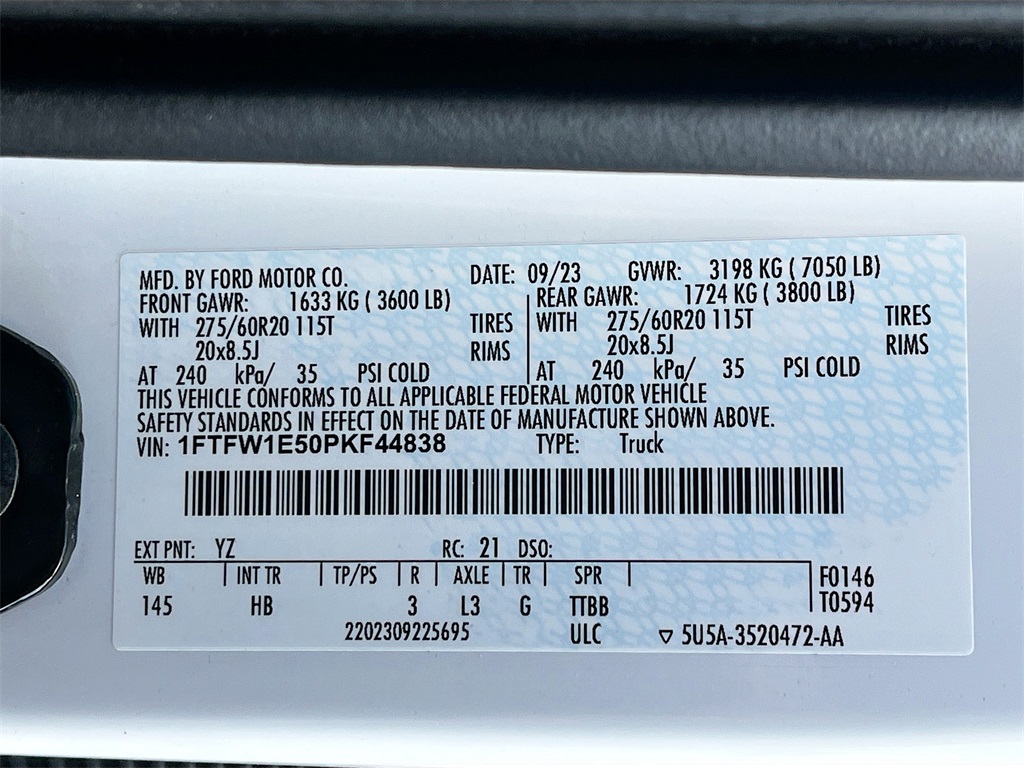 MFD. BY FORD MOTOR CO. DATE: 09/23 GVWR: 3198 KG ( 7050 LB)
FRONT GAWR: 1633 KG ( 3600 LB) REAR GAWR: 1724 KG ( 3800 LB)
WITH 275/60R20 115T TIRES WITH 275/60R20 115T TIRES
20x8.5J RIMS 20x8.5J RIMS
AT 240 kPa/ 35 PSI COLD AT 240 kPa/ 35 PSI COLD
THIS VEHICLE CONFORMS TO ALL APPLICABLE FEDERAL MOTOR VEHICLE
SAFETY STANDARDS IN EFFECT ON THE DATE OF MANUFACTURE SHOWN ABOVE.
VIN: 1FTFW1E50PKF44838 TYPE: Truck
EXT PNT: YZ RC: 21 DSO:
WB INT TR TP/PS R AXLE TR SPR F0146
145 HB 3 L3 G TTBB T0594
2202309225695 ULC ▽ 5U5A-3520472-AA